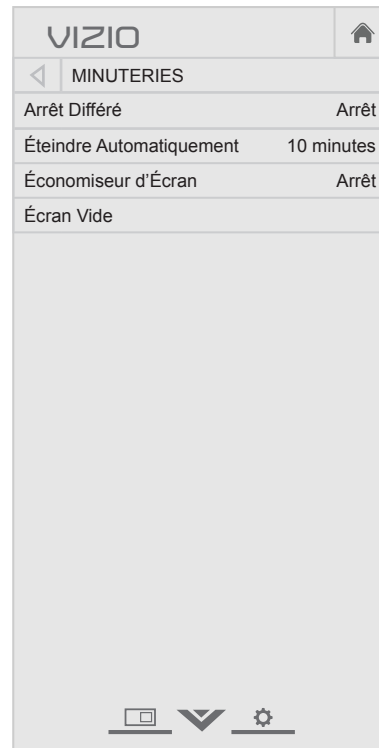 VIZIO
MINUTERIES
Arrêt Différé Arrêt
Éteindre Automatiquement 10 minutes
Économiseur d’Écran Arrêt
Écran Vide